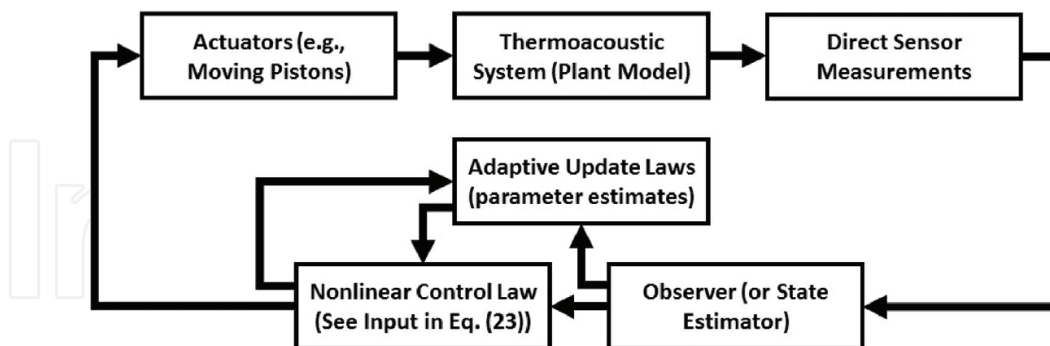 Actuators (e.g.,
Moving Pistons)
Thermoacoustic
System (Plant Model)
Direct Sensor
Measurements
Adaptive Update Laws
(parameter estimates)
Nonlinear Control Law
(See Input in Eq. (23))
Observer (or State
Estimator)